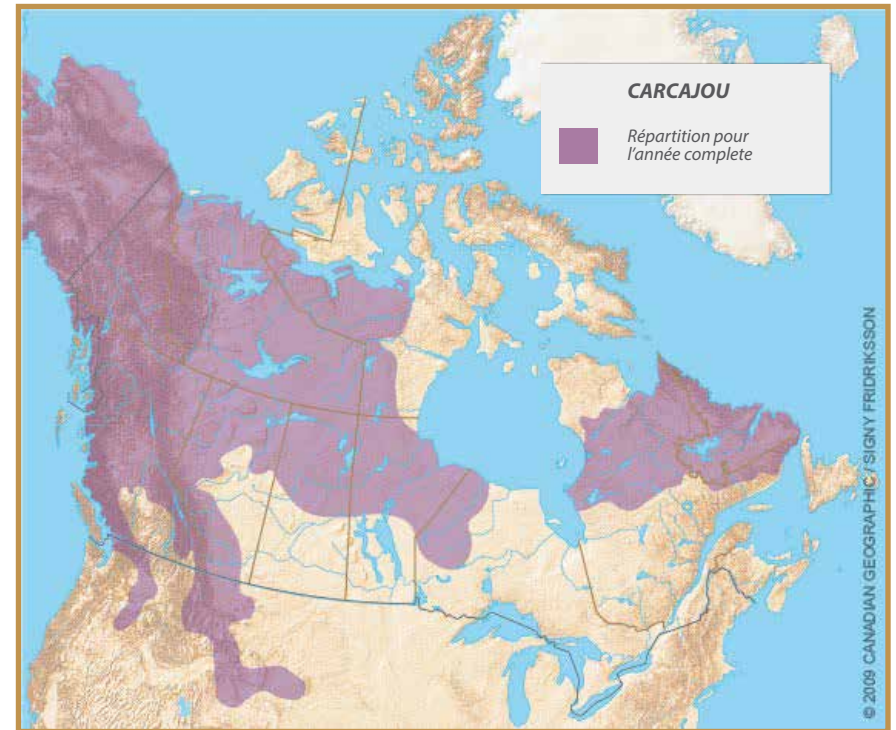 CARCAJOU
Répartition pour
l'année complete
© 2009 CANADIAN GEOGRAPHIC / SIGNY FRIDRIKSSON